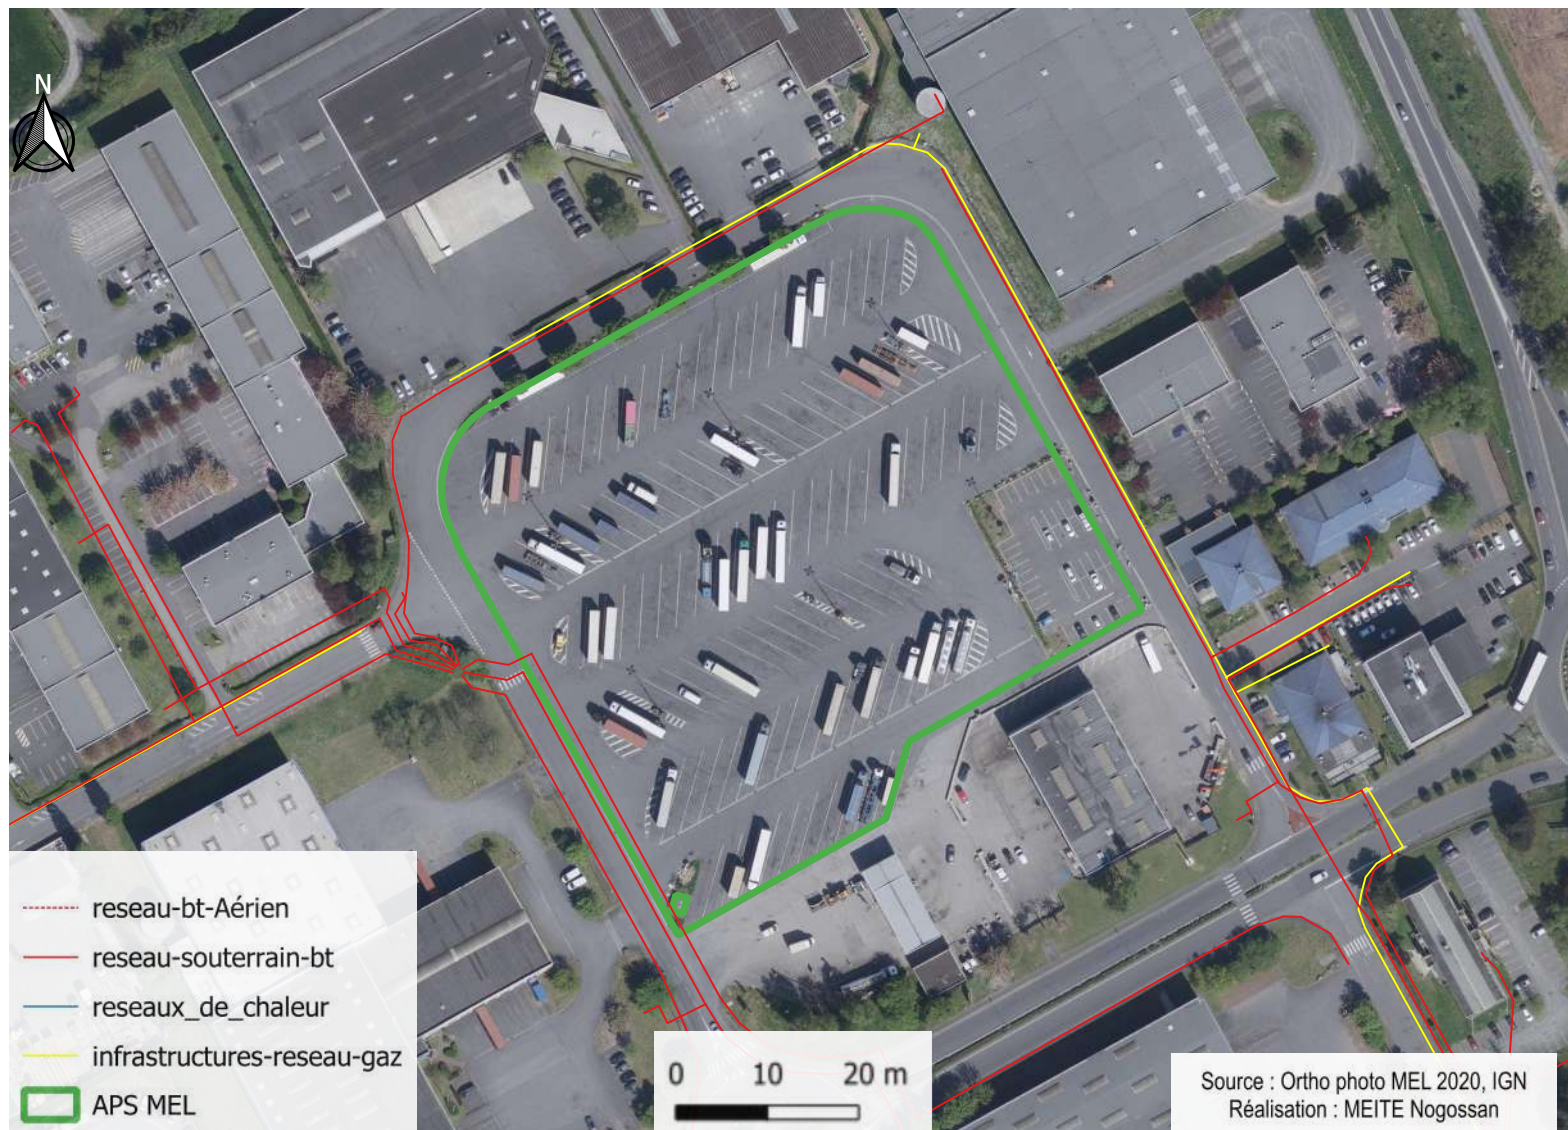 N
reseau-bt-Aérien
reseau-souterrain-bt
reseaux_de_chaleur
infrastructures-reseau-gaz
APS MEL
0 10 20 m
Source : Ortho photo MEL 2020, IGN
Réalisation : MEITE Nogossan